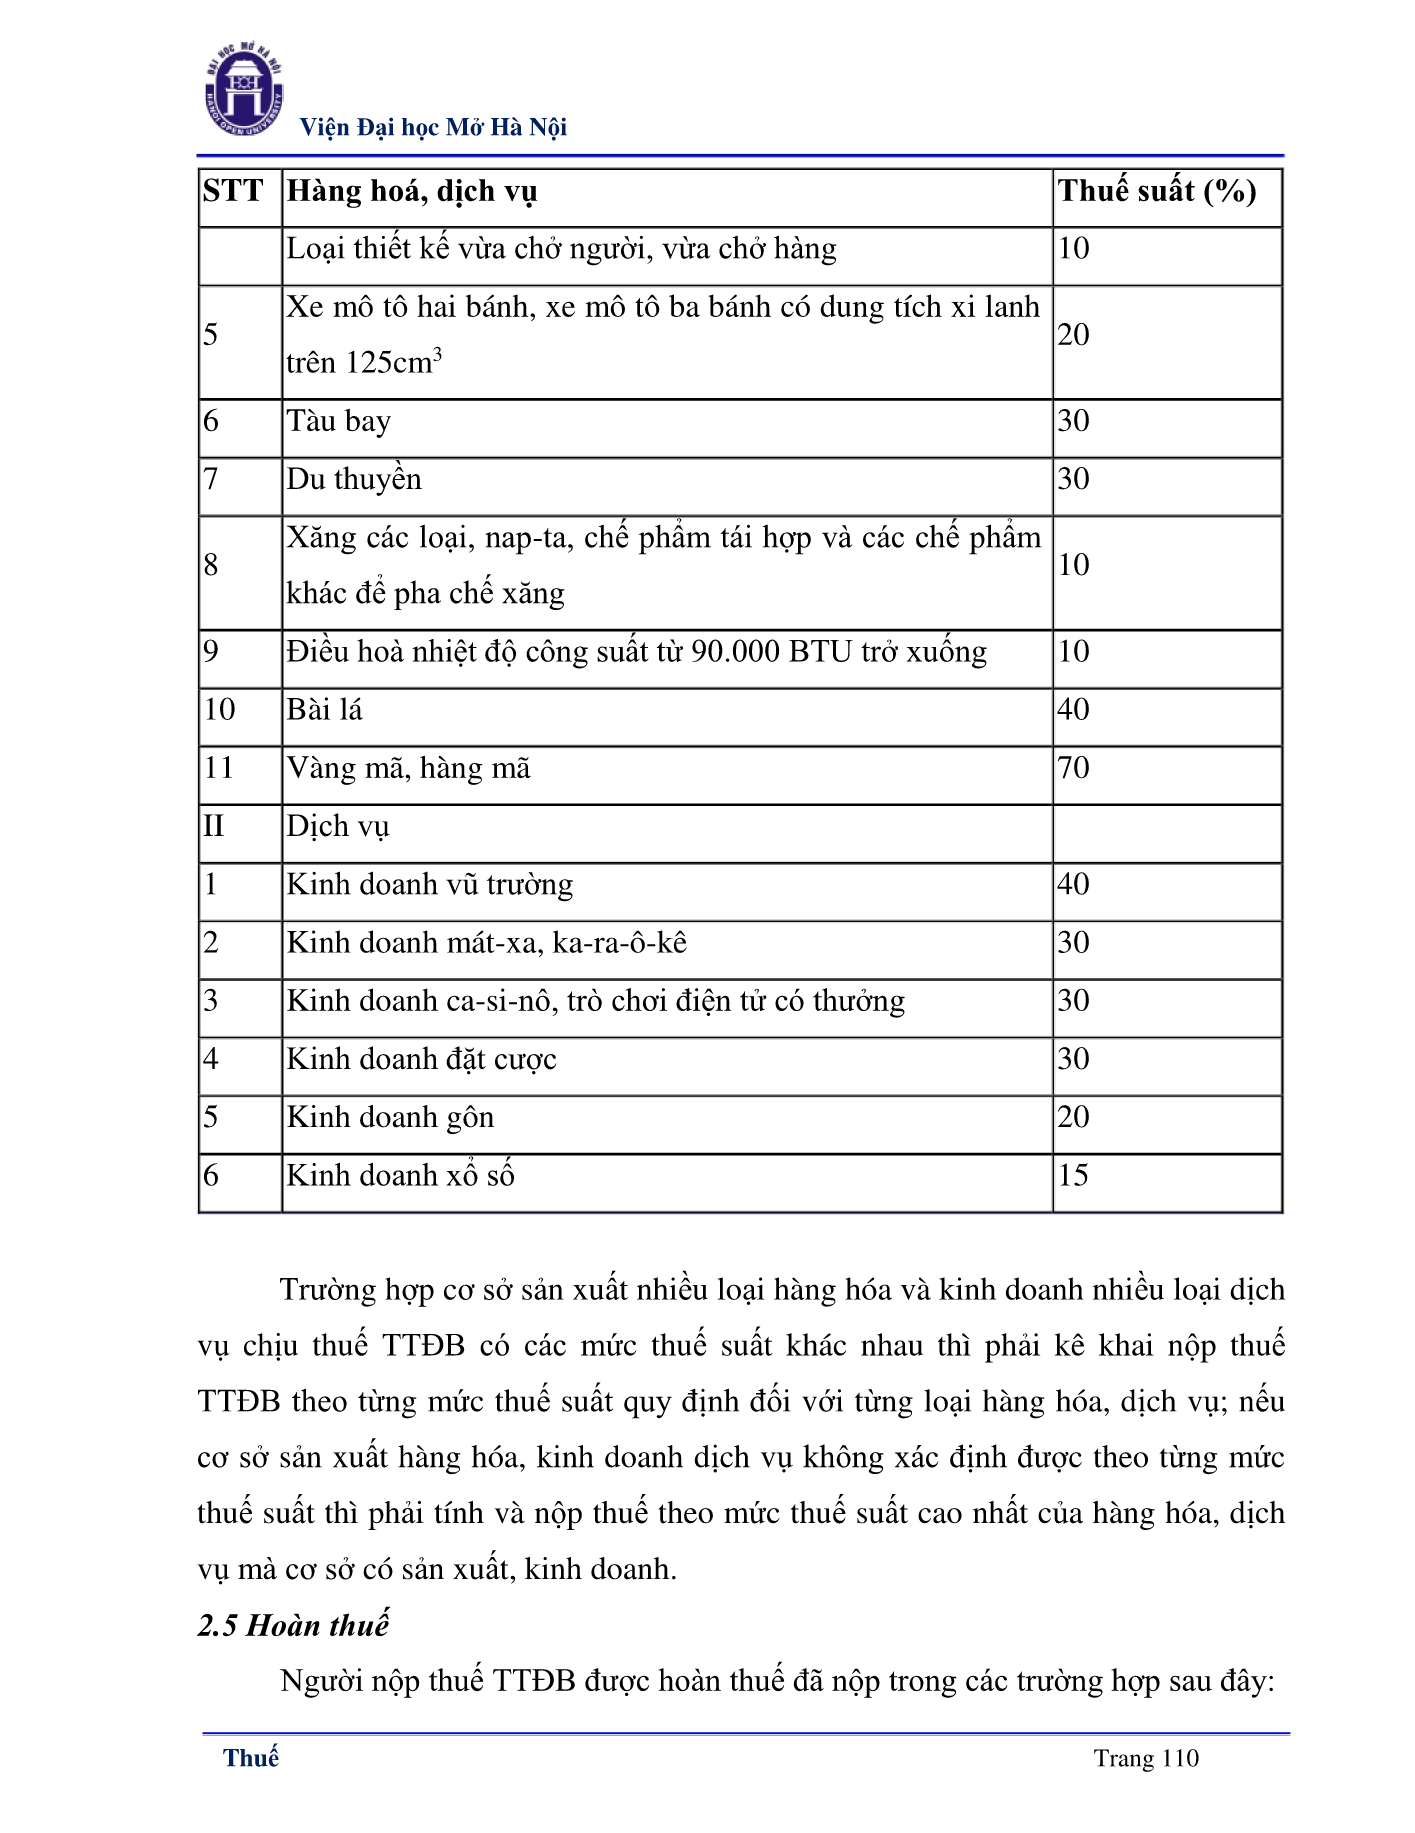 ĐẠI HỌC MỞ HÀ NỘI
HANOI OPEN UNIVERSITY
Viện Đại học Mở Hà Nội
STT Hàng hoá, dịch vụ Thuế suất (%)
Loại thiết kế vừa chở người, vừa chở hàng 10
5 Xe mô tô hai bánh, xe mô tô ba bánh có dung tích xi lanh 20
trên 125cm³
6 Tàu bay 30
7 Du thuyền 30
8 Xăng các loại, nap-ta, chế phẩm tái hợp và các chế phẩm 10
khác để pha chế xăng
9 Điều hoà nhiệt độ công suất từ 90.000 BTU trở xuống 10
10 Bài lá 40
11 Vàng mã, hàng mã 70
II Dịch vụ
1 Kinh doanh vũ trường 40
2 Kinh doanh mát-xa, ka-ra-ô-kê 30
3 Kinh doanh ca-si-nô, trò chơi điện tử có thưởng 30
4 Kinh doanh đặt cược 30
5 Kinh doanh gôn 20
6 Kinh doanh xổ số 15
Trường hợp cơ sở sản xuất nhiều loại hàng hóa và kinh doanh nhiều loại dịch
vụ chịu thuế TTĐB có các mức thuế suất khác nhau thì phải kê khai nộp thuế
TTĐB theo từng mức thuế suất quy định đối với từng loại hàng hóa, dịch vụ; nếu
cơ sở sản xuất hàng hóa, kinh doanh dịch vụ không xác định được theo từng mức
thuế suất thì phải tính và nộp thuế theo mức thuế suất cao nhất của hàng hóa, dịch
vụ mà cơ sở có sản xuất, kinh doanh.
2.5 Hoàn thuế
Người nộp thuế TTĐB được hoàn thuế đã nộp trong các trường hợp sau đây:
Thuế Trang 110